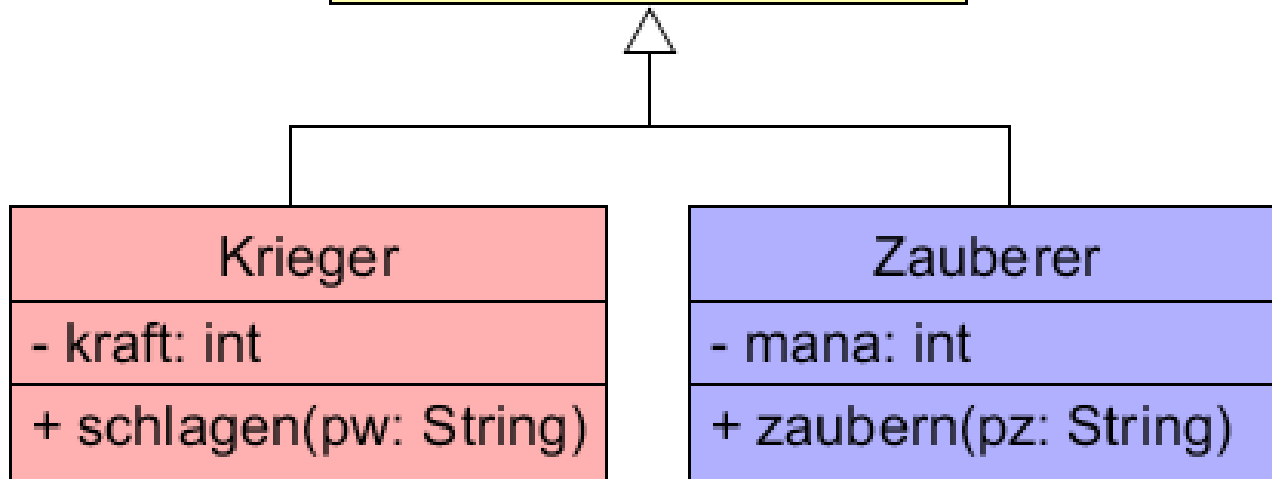 Krieger
- kraft: int
+ schlagen(pw: String)
Zauberer
- mana: int
+ zaubern(pz: String)